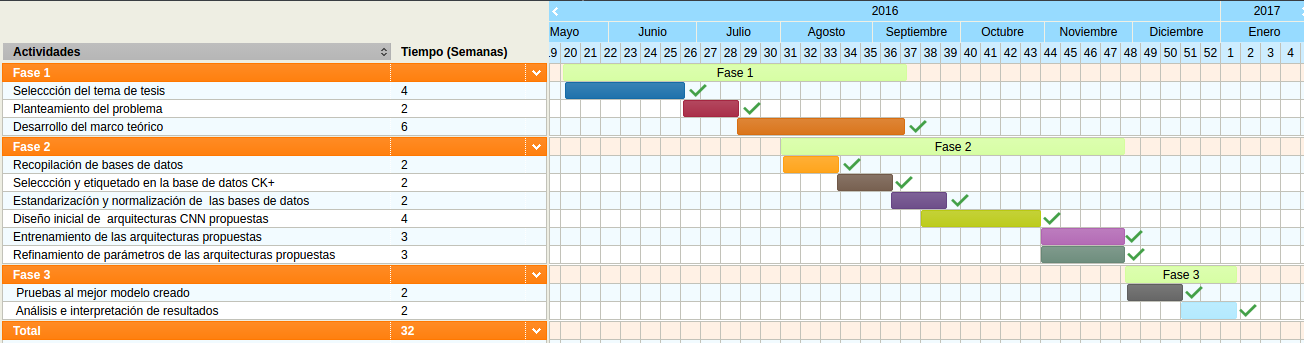 2016 2017
Mayo Junio Julio Agosto Septiembre Octubre Noviembre Diciembre Enero
Actividades Tiempo (Semanas) 19 20 21 22 23 24 25 26 27 28 29 30 31 32 33 34 35 36 37 38 39 40 41 42 43 44 45 46 47 48 49 50 51 52 1 2 3 4
Fase 1 Fase 1
Seleccción del tema de tesis 4
Planteamiento del problema 2
Desarrollo del marco teórico 6
Fase 2 Fase 2
Recopilación de bases de datos 2
Seleccción y etiquetado en la base de datos CK+ 2
Estandarización y normalización de las bases de datos 2
Diseño inicial de arquitecturas CNN propuestas 4
Entrenamiento de las arquitecturas propuestas 3
Refinamiento de parámetros de las arquitecturas propuestas 3
Fase 3 Fase 3
Pruebas al mejor modelo creado 2
Análisis e interpretación de resultados 2
Total 32